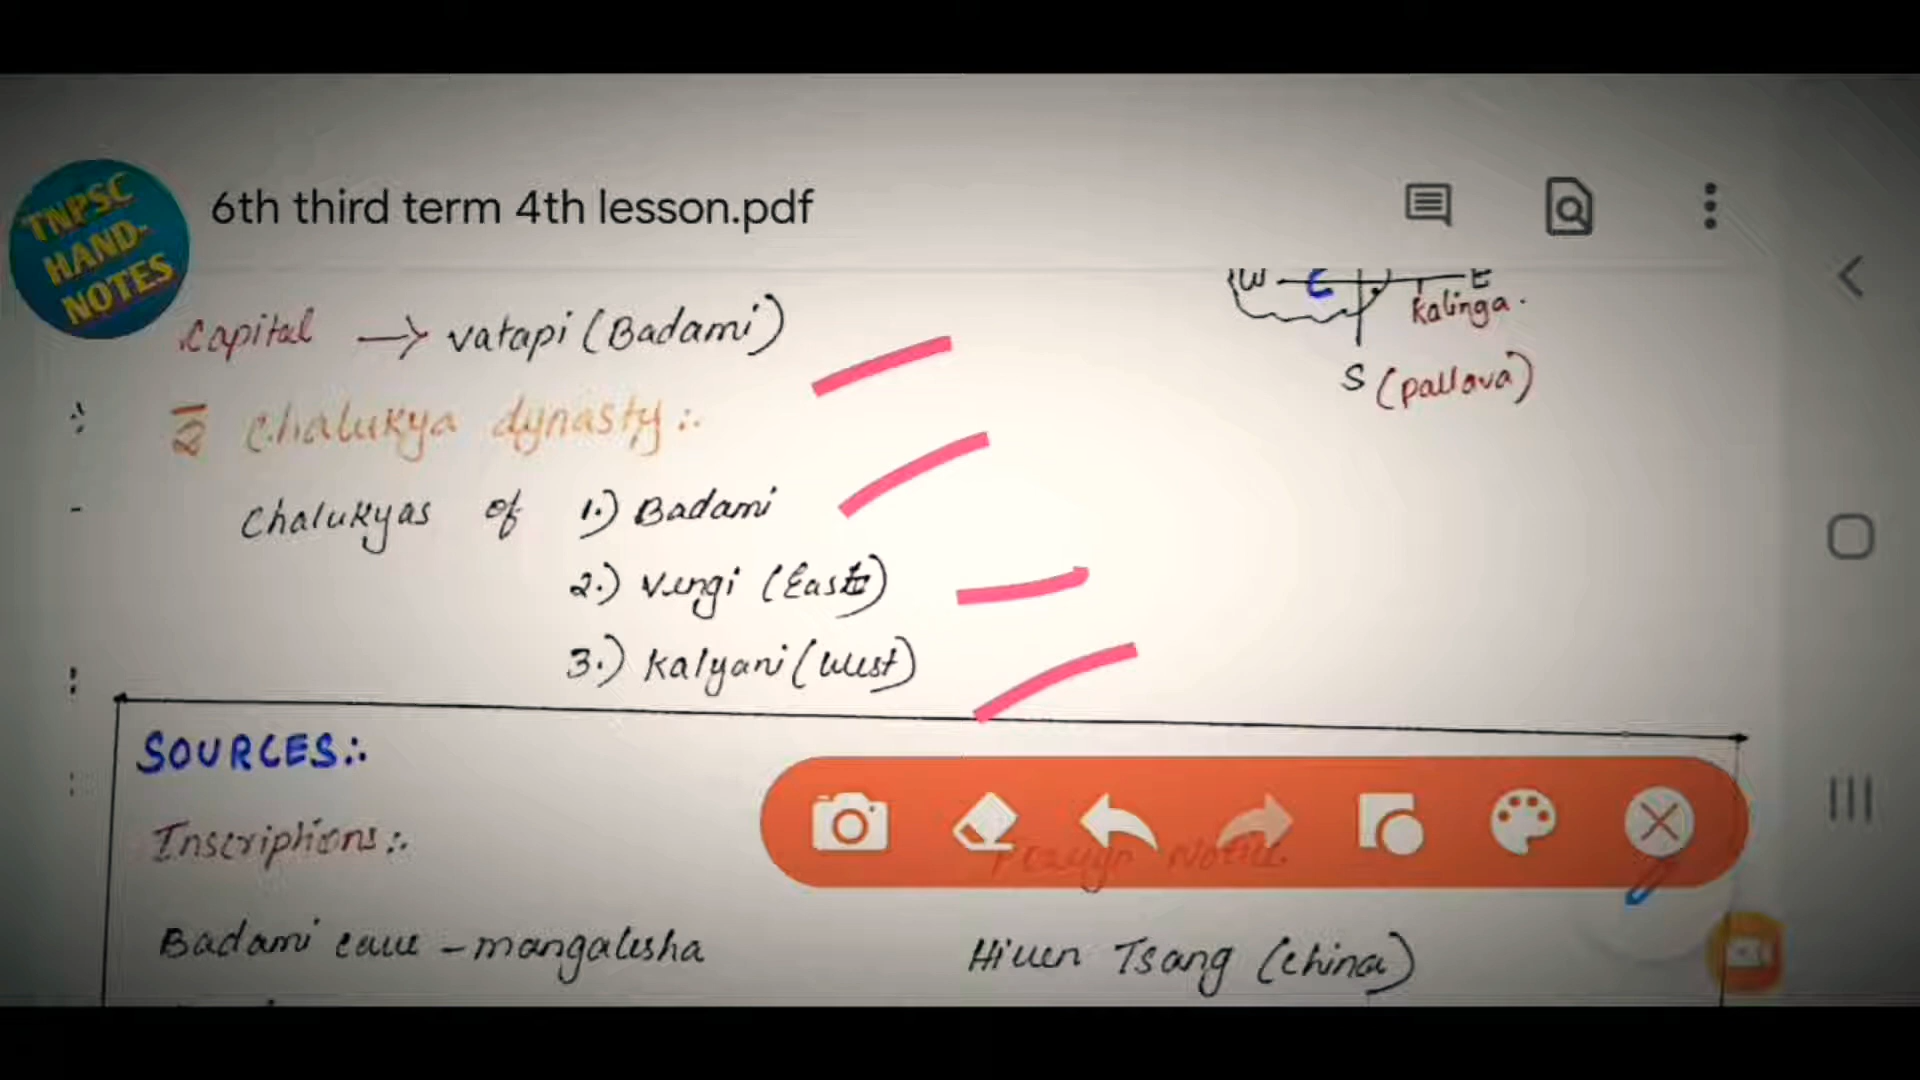 TNPSC
HAND-
NOTES
6th third term 4th lesson.pdf
W C E
Kalinga.
S (pallava)
Capital → vatapi (Badami)
Chalukya dynasty:.
Chalukyas of 1.) Badami
2.) Vengi (East)
3.) Kalyani (West)
SOURCES:.
Inscriptions:.
Badami cave - mangalesha
Hiuen Tsang (china)